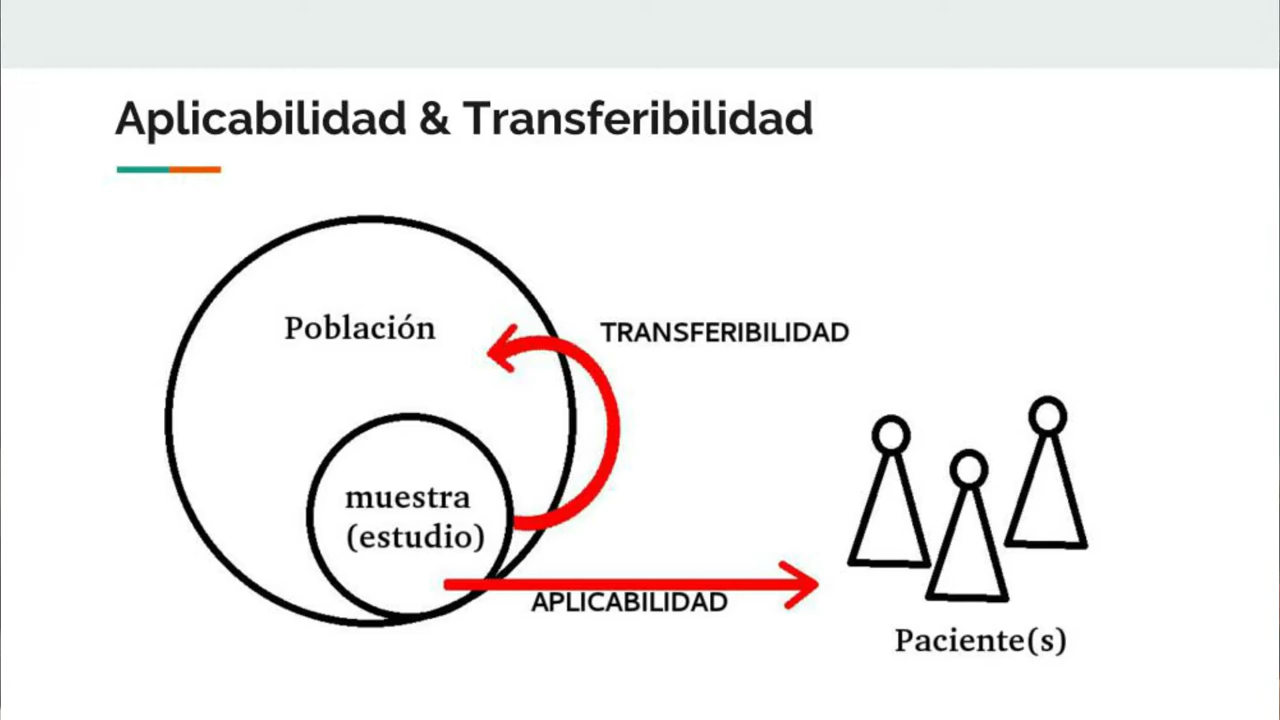 Aplicabilidad & Transferibilidad
Población
TRANSFERIBILIDAD
muestra
(estudio)
APLICABILIDAD
Paciente(s)